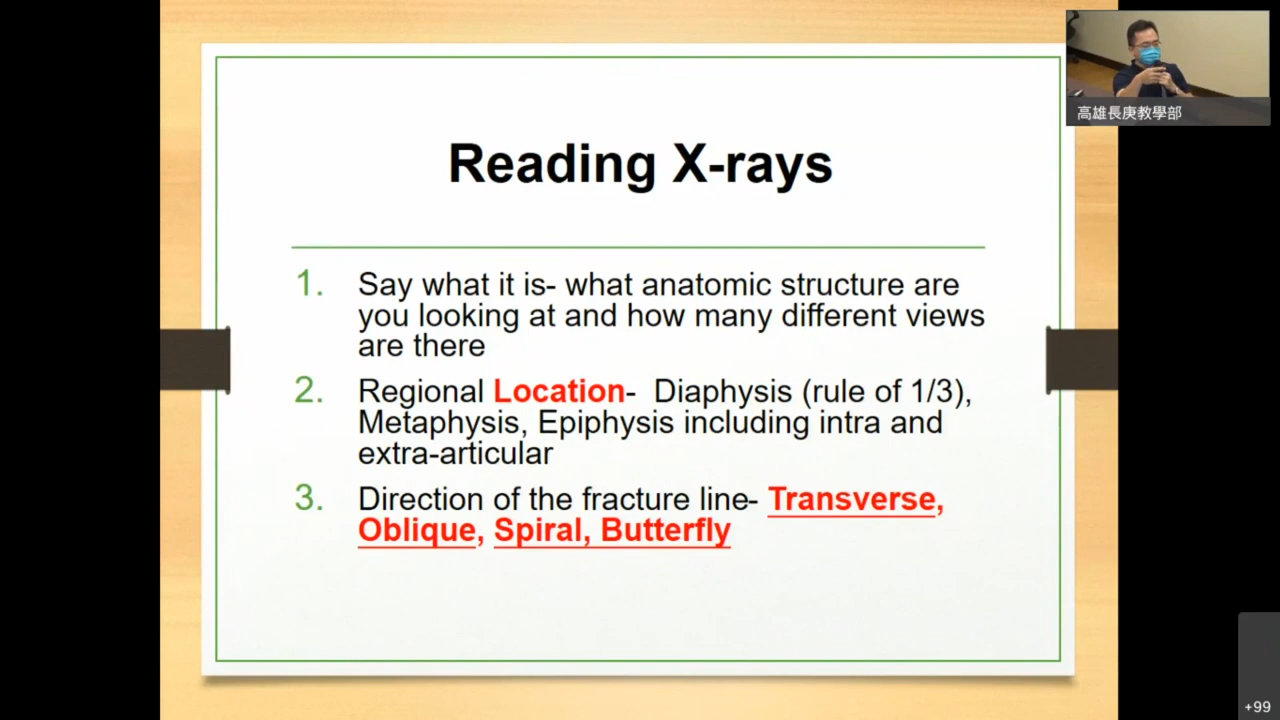 Reading X-rays
1. Say what it is- what anatomic structure are
you looking at and how many different views
are there
2. Regional Location-  Diaphysis (rule of 1/3),
Metaphysis, Epiphysis including intra and
extra-articular
3. Direction of the fracture line- Transverse,
Oblique, Spiral, Butterfly
高雄長庚教學部
+99